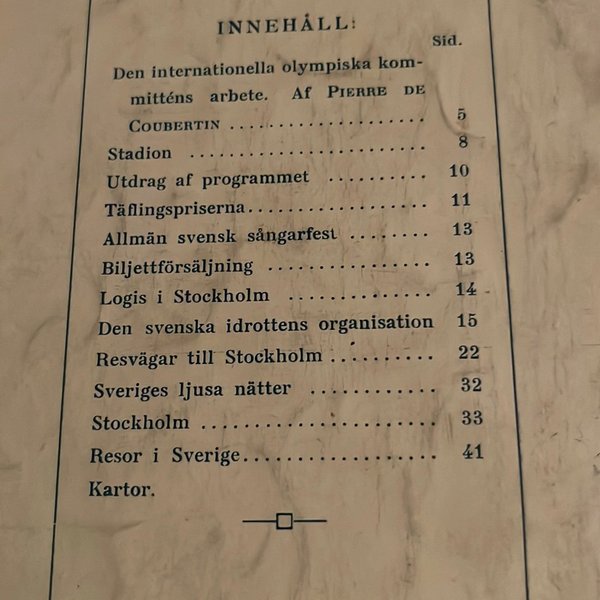 INNEHÅLL:
Sid.
Den internationella olympiska kom-
mitténs arbete. Af PIERRE DE
COUBERTIN .................... 5
Stadion ........................ 8
Utdrag af programmet .......... 10
Täflingspriserna.................. 11
Allmän svensk sångarfest ........ 13
Biljettförsäljning ................ 13
Logis i Stockholm .............. 14
Den svenska idrottens organisation 15
Resvägar till Stockholm .......... 22
Sveriges ljusa nätter ............ 32
Stockholm ...................... 33
Resor i Sverige.................. 41
Kartor.